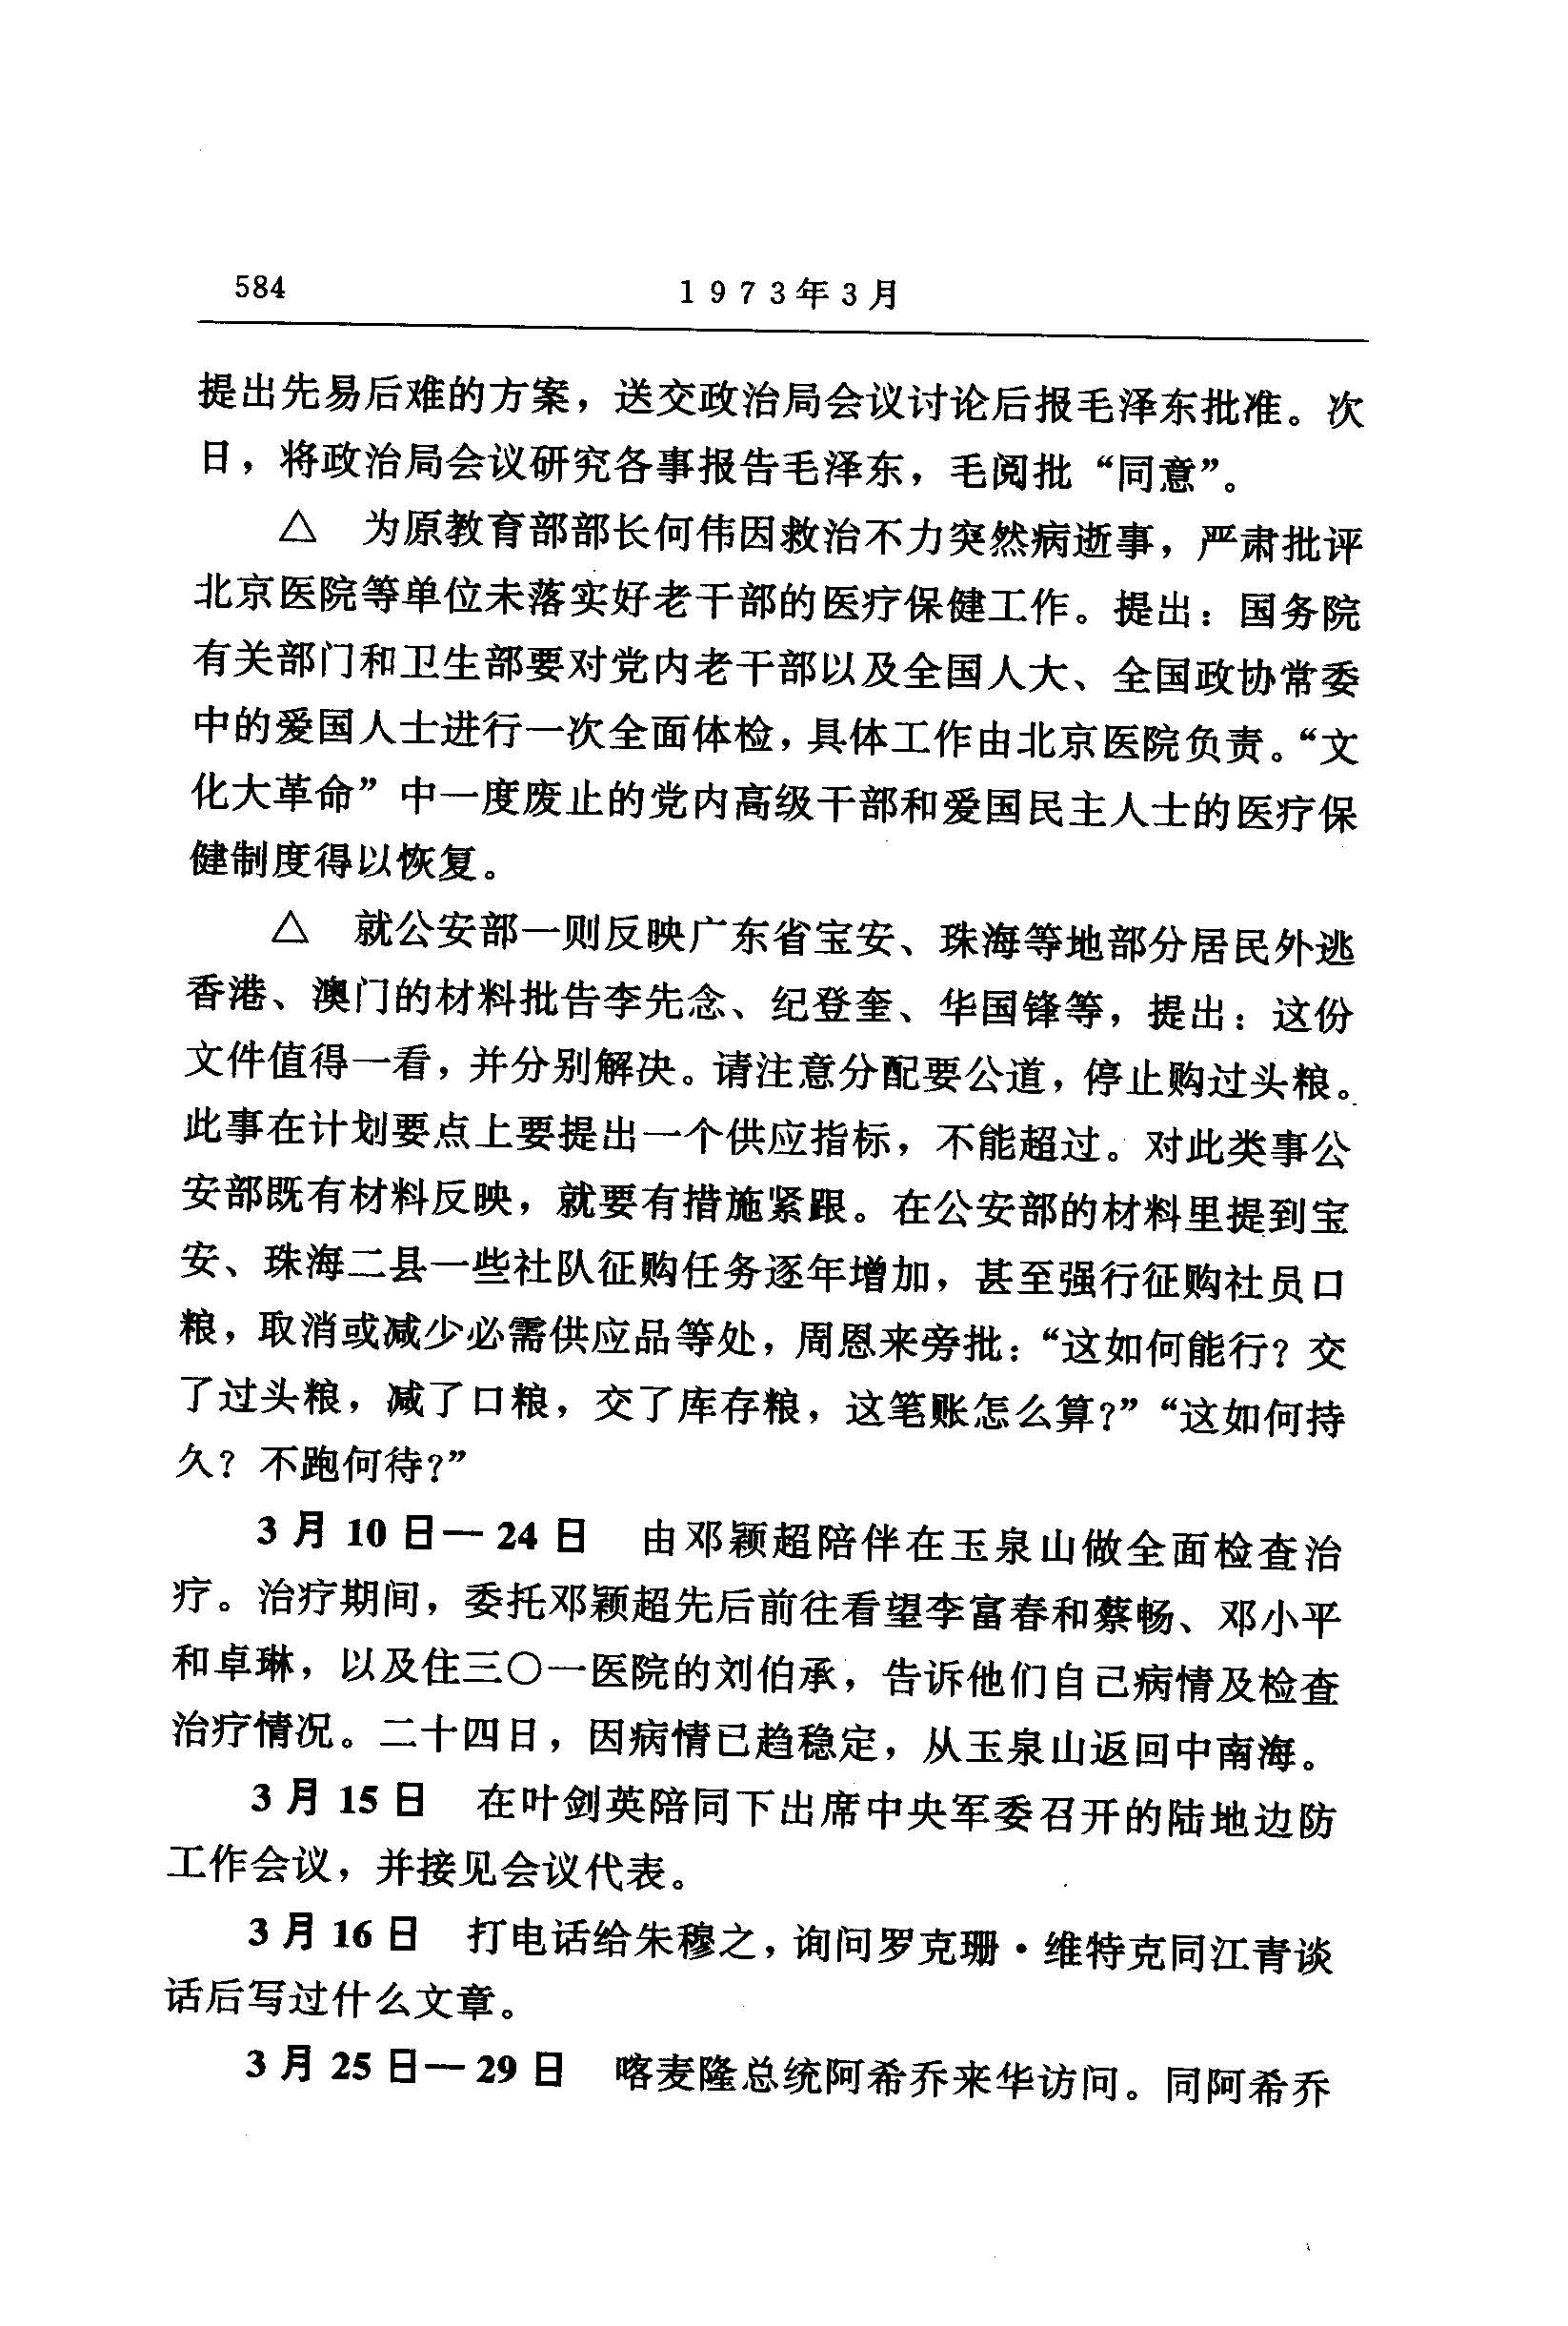 584
1973年3月
提出先易后难的方案，送交政治局会议讨论后报毛泽东批准。次
日，将政治局会议研究各事报告毛泽东，毛阅批“同意”。
△　为原教育部部长何伟因救治不力突然病逝事，严肃批评
北京医院等单位未落实好老干部的医疗保健工作。提出：国务院
有关部门和卫生部要对党内老干部以及全国人大、全国政协常委
中的爱国人士进行一次全面体检，具体工作由北京医院负责。“文
化大革命”中一度废止的党内高级干部和爱国民主人士的医疗保
健制度得以恢复。
△　就公安部一则反映广东省宝安、珠海等地部分居民外逃
香港、澳门的材料批告李先念、纪登奎、华国锋等，提出：这份
文件值得一看，并分别解决。请注意分配要公道，停止购过头粮。
此事在计划要点上要提出一个供应指标，不能超过。对此类事公
安部既有材料反映，就要有措施紧跟。在公安部的材料里提到宝
安、珠海二县一些社队征购任务逐年增加，甚至强行征购社员口
粮，取消或减少必需供应品等处，周恩来旁批：“这如何能行？交
了过头粮，减了口粮，交了库存粮，这笔账怎么算？”“这如何持
久？不跑何待？”
3月10日—24日　由邓颖超陪伴在玉泉山做全面检查治
疗。治疗期间，委托邓颖超先后前往看望李富春和蔡畅、邓小平
和卓琳，以及住三〇一医院的刘伯承，告诉他们自己病情及检查
治疗情况。二十四日，因病情已趋稳定，从玉泉山返回中南海。
3月15日　在叶剑英陪同下出席中央军委召开的陆地边防
工作会议，并接见会议代表。
3月16日　打电话给朱穆之，询问罗克珊·维特克同江青谈
话后写过什么文章。
3月25日—29日　喀麦隆总统阿希乔来华访问。同阿希乔